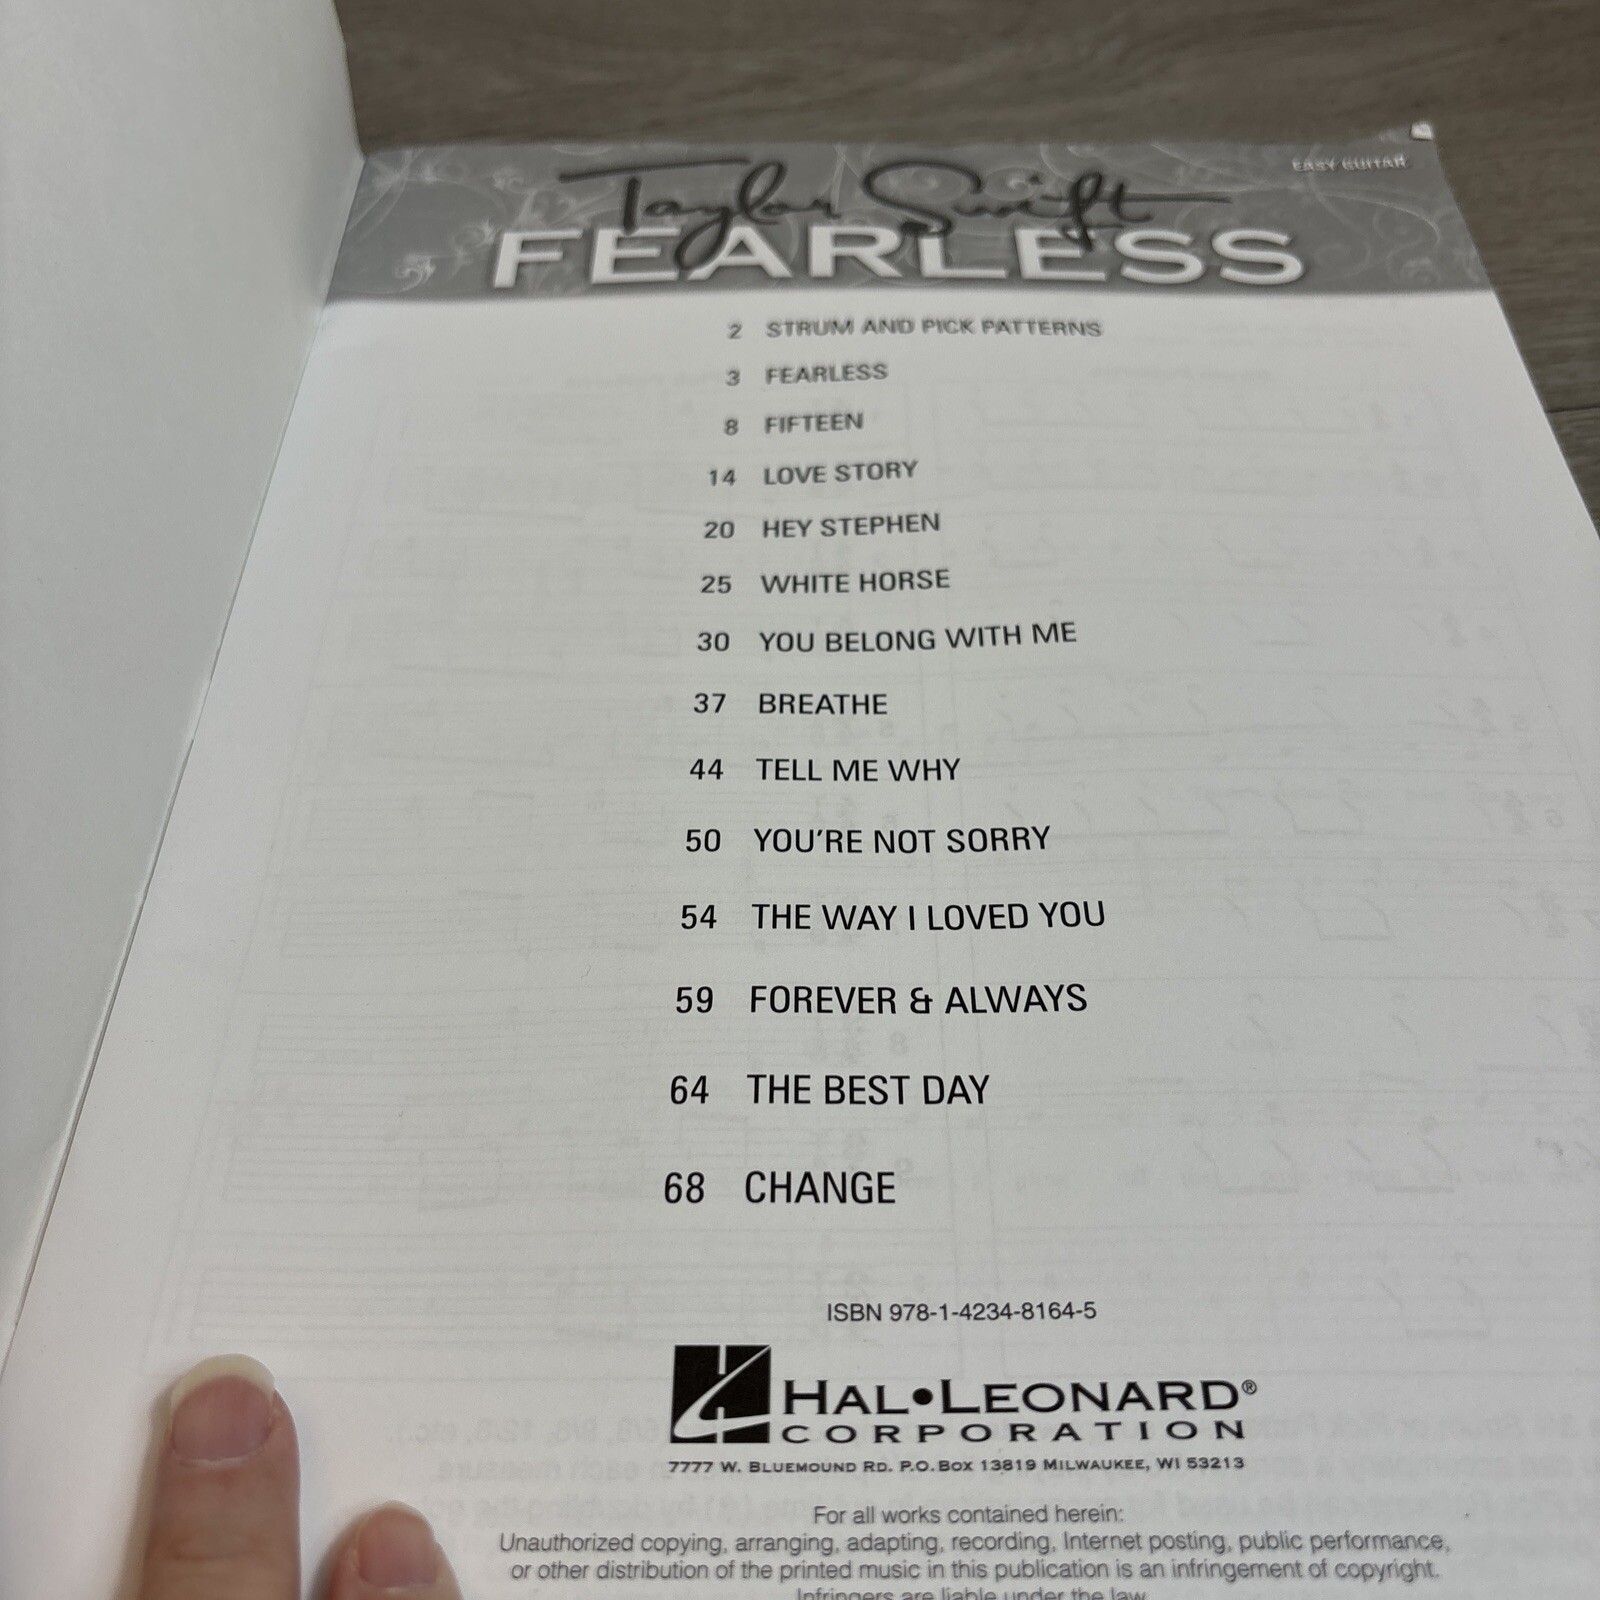 EASY GUITAR
Taylor Swift
FEARLESS
2 STRUM AND PICK PATTERNS
3 FEARLESS
8 FIFTEEN
14 LOVE STORY
20 HEY STEPHEN
25 WHITE HORSE
30 YOU BELONG WITH ME
37 BREATHE
44 TELL ME WHY
50 YOU'RE NOT SORRY
54 THE WAY I LOVED YOU
59 FOREVER & ALWAYS
64 THE BEST DAY
68 CHANGE
ISBN 978-1-4234-8164-5
HAL•LEONARD®
CORPORATION
7777 W. BLUEMOUND RD. P.O. BOX 13819 MILWAUKEE, WI 53213
For all works contained herein:
Unauthorized copying, arranging, adapting, recording, Internet posting, public performance,
or other distribution of the printed music in this publication is an infringement of copyright.
Infringers are liable under the law.